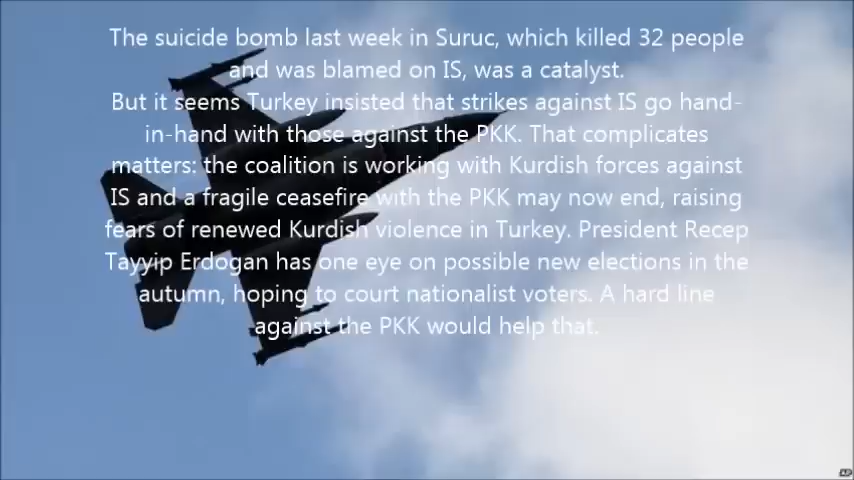 The suicide bomb last week in Suruc, which killed 32 people
and was blamed on IS, was a catalyst.
But it seems Turkey insisted that strikes against IS go hand-
in-hand with those against the PKK. That complicates
matters: the coalition is working with Kurdish forces against
IS and a fragile ceasefire with the PKK may now end, raising
fears of renewed Kurdish violence in Turkey. President Recep
Tayyip Erdogan has one eye on possible new elections in the
autumn, hoping to court nationalist voters. A hard line
against the PKK would help that.
AP